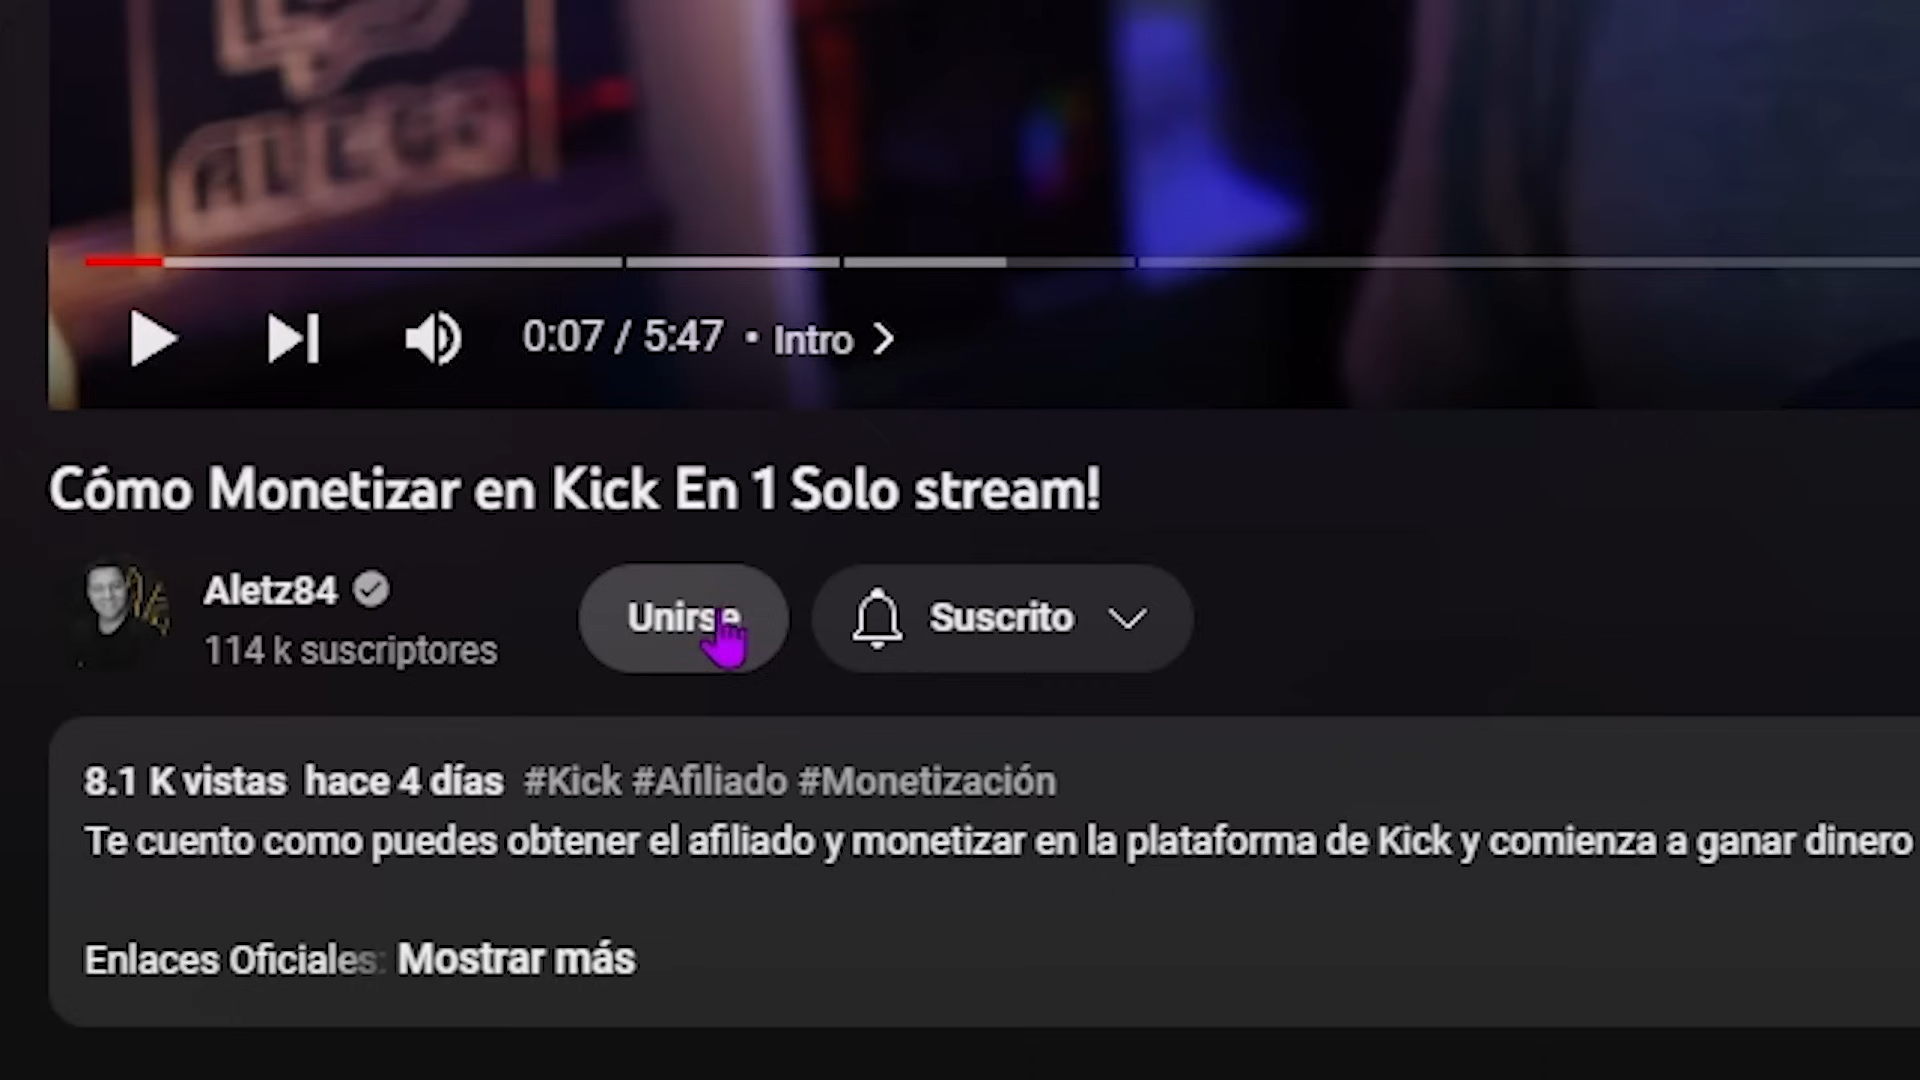 0:07 / 5:47 • Intro
Cómo Monetizar en Kick En 1 Solo stream!
Aletz84
114 k suscriptores
Unirse
Suscrito
8.1 K vistas hace 4 días #Kick #Afiliado #Monetización
Te cuento como puedes obtener el afiliado y monetizar en la plataforma de Kick y comienza a ganar dinero
Enlaces Oficiales: Mostrar más